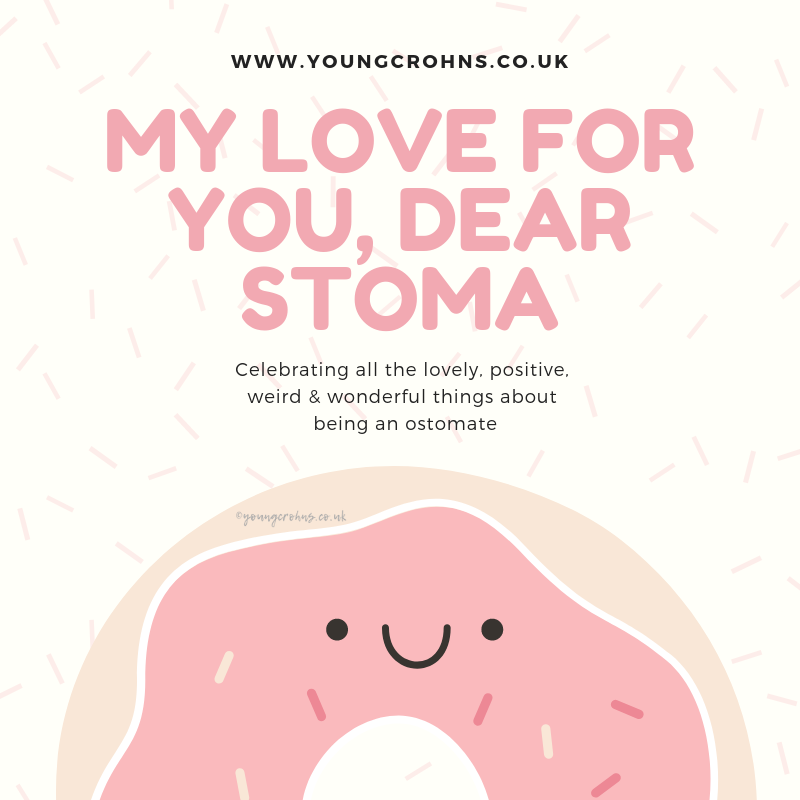 WWW.YOUNGCROHNS.CO.UK
MY LOVE FOR
YOU, DEAR
STOMA
Celebrating all the lovely, positive,
weird & wonderful things about
being an ostomate
©youngcrohns.co.uk